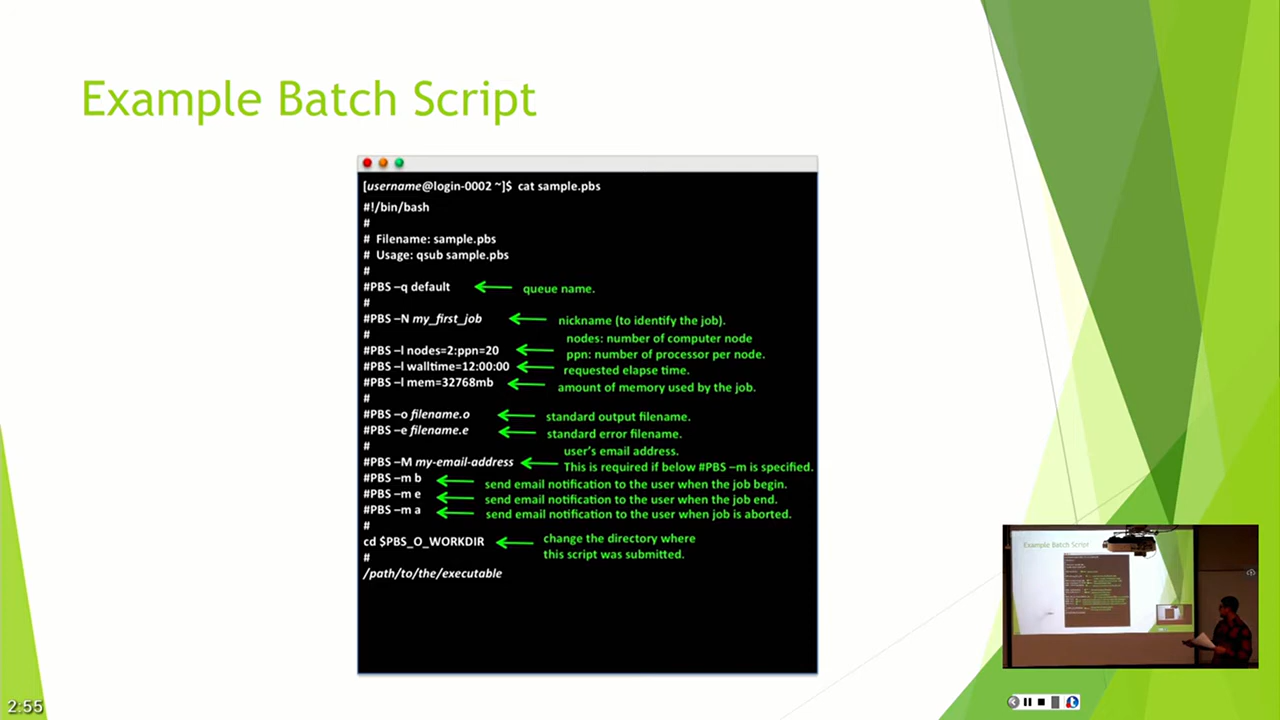 Example Batch Script
[username@login-0002 ~]$ cat sample.pbs
#!/bin/bash
#
# Filename: sample.pbs
# Usage: qsub sample.pbs
#
#PBS –q default
queue name.
#
#PBS –N my_first_job
nickname (to identify the job).
#
nodes: number of computer node
#PBS –l nodes=2:ppn=20
ppn: number of processor per node.
#PBS –l walltime=12:00:00
requested elapse time.
#PBS –l mem=32768mb
amount of memory used by the job.
#
#PBS –o filename.o
standard output filename.
#PBS –e filename.e
standard error filename.
#
user's email address.
#PBS –M my-email-address
This is required if below #PBS –m is specified.
#PBS –m b
send email notification to the user when the job begin.
#PBS –m e
send email notification to the user when the job end.
#PBS –m a
send email notification to the user when job is aborted.
#
cd $PBS_O_WORKDIR
change the directory where
this script was submitted.
#
/path/to/the/executable
Example Batch Script
2:55